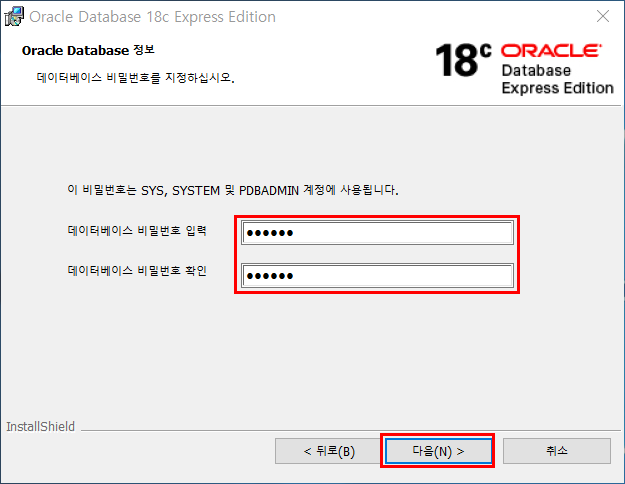 Oracle Database 18c Express Edition
Oracle Database 정보
데이터베이스 비밀번호를 지정하십시오.
18c ORACLE
Database
Express Edition
이 비밀번호는 SYS, SYSTEM 및 PDBADMIN 계정에 사용됩니다.
데이터베이스 비밀번호 입력 ●●●●●●
데이터베이스 비밀번호 확인 ●●●●●●
InstallShield
< 뒤로(B) 다음(N) > 취소